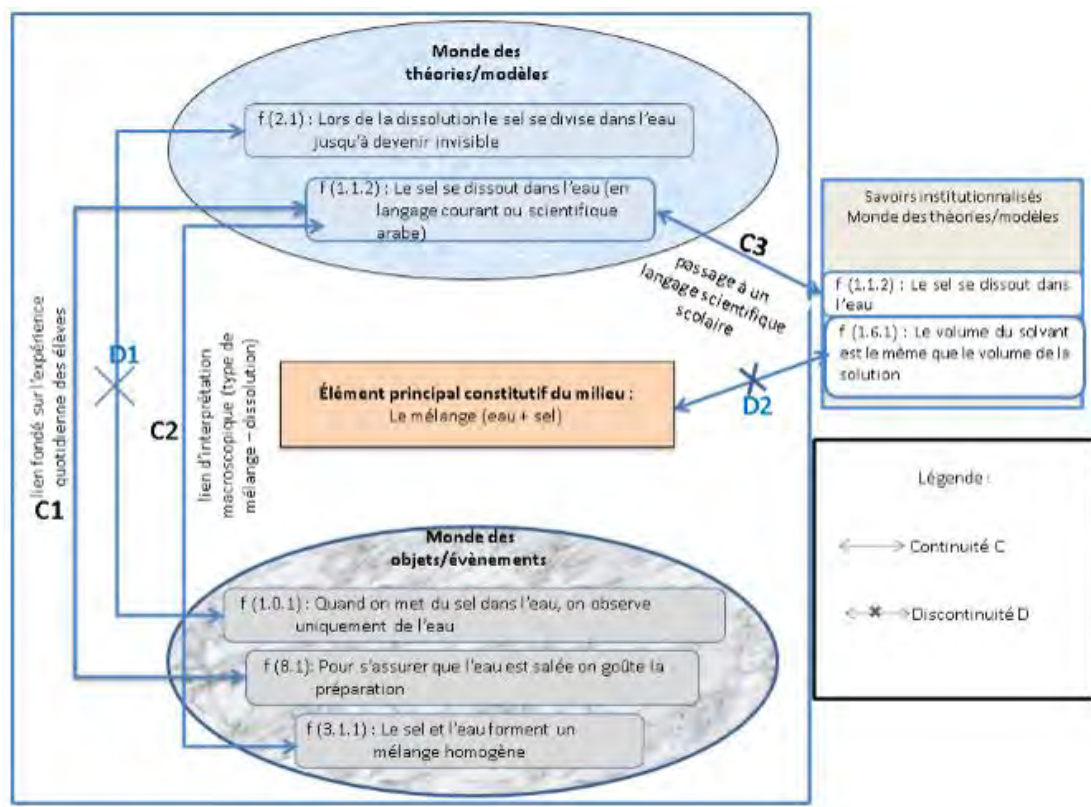 Monde des
théories/modèles
f (2.1) : Lors de la dissolution le sel se divise dans l'eau
jusqu'à devenir invisible
f (1.1.2) : Le sel se dissout dans l'eau (en
langage courant ou scientifique
arabe)
C3
passage à un
langage scientifique
scolaire
Savoirs institutionnalisés
Monde des théories/modèles
f (1.1.2) : Le sel se dissout dans
l'eau
f (1.6.1) : Le volume du solvant
est le même que le volume de la
solution
D1
D2
Élément principal constitutif du milieu :
Le mélange (eau + sel)
C1
lien fondé sur l'expérience
quotidienne des élèves
C2
lien d'interprétation
macroscopique (type de
mélange – dissolution)
Monde des
objets/évènements
f (1.0.1) : Quand on met du sel dans l'eau, on observe
uniquement de l'eau
f (8.1): Pour s'assurer que l'eau est salée on goûte la
préparation
f (3.1.1) : Le sel et l'eau forment un
mélange homogène
Légende :
Continuité C
Discontinuité D